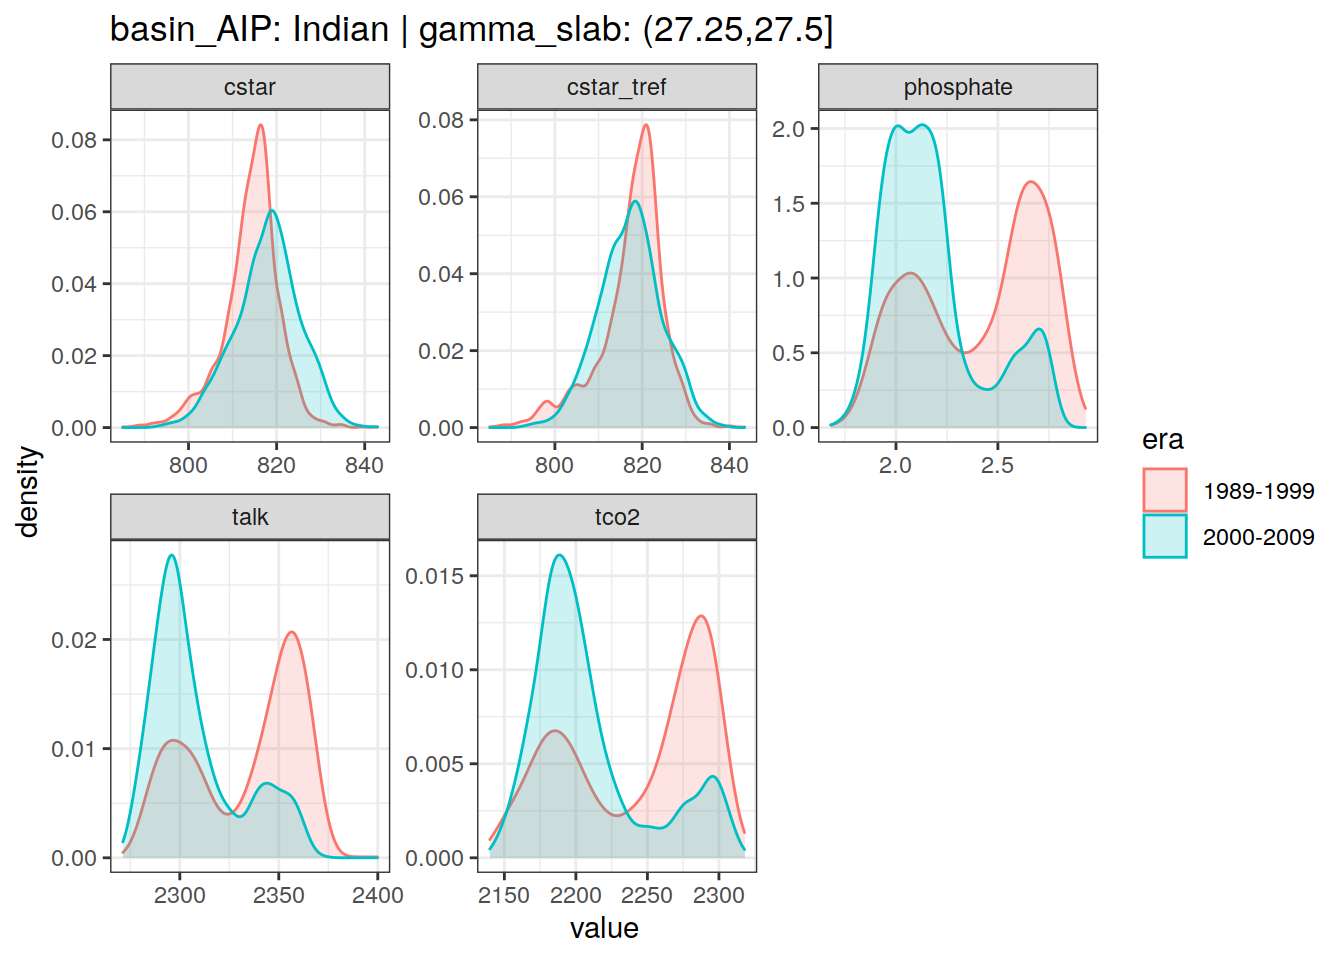 basin_AIP: Indian | gamma_slab: (27.25,27.5]
cstar
cstar_tref
phosphate
0.08
0.06
0.04
0.02
0.00
800 820 840
0.08
0.06
0.04
0.02
0.00
800 820 840
2.0
1.5
1.0
0.5
0.0
2.0 2.5
density
talk
tco2
0.02
0.01
0.00
2300 2350 2400
0.015
0.010
0.005
0.000
2150 2200 2250 2300
value
era
1989-1999
2000-2009